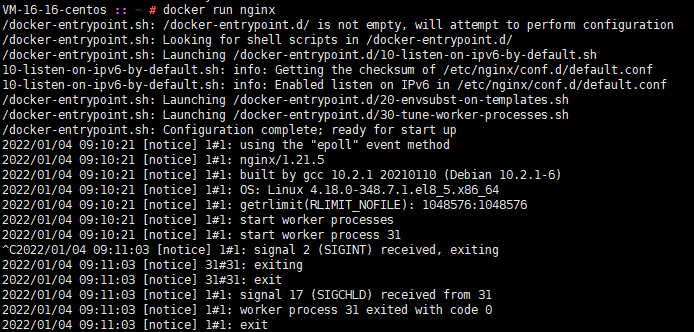 VM-16-16-centos :: ~ # docker run nginx
/docker-entrypoint.sh: /docker-entrypoint.d/ is not empty, will attempt to perform configuration
/docker-entrypoint.sh: Looking for shell scripts in /docker-entrypoint.d/
/docker-entrypoint.sh: Launching /docker-entrypoint.d/10-listen-on-ipv6-by-default.sh
10-listen-on-ipv6-by-default.sh: info: Getting the checksum of /etc/nginx/conf.d/default.conf
10-listen-on-ipv6-by-default.sh: info: Enabled listen on IPv6 in /etc/nginx/conf.d/default.conf
/docker-entrypoint.sh: Launching /docker-entrypoint.d/20-envsubst-on-templates.sh
/docker-entrypoint.sh: Launching /docker-entrypoint.d/30-tune-worker-processes.sh
/docker-entrypoint.sh: Configuration complete; ready for start up
2022/01/04 09:10:21 [notice] 1#1: using the "epoll" event method
2022/01/04 09:10:21 [notice] 1#1: nginx/1.21.5
2022/01/04 09:10:21 [notice] 1#1: built by gcc 10.2.1 20210110 (Debian 10.2.1-6)
2022/01/04 09:10:21 [notice] 1#1: OS: Linux 4.18.0-348.7.1.el8_5.x86_64
2022/01/04 09:10:21 [notice] 1#1: getrlimit(RLIMIT_NOFILE): 1048576:1048576
2022/01/04 09:10:21 [notice] 1#1: start worker processes
2022/01/04 09:10:21 [notice] 1#1: start worker process 31
^C2022/01/04 09:11:03 [notice] 1#1: signal 2 (SIGINT) received, exiting
2022/01/04 09:11:03 [notice] 31#31: exiting
2022/01/04 09:11:03 [notice] 31#31: exit
2022/01/04 09:11:03 [notice] 1#1: signal 17 (SIGCHLD) received from 31
2022/01/04 09:11:03 [notice] 1#1: worker process 31 exited with code 0
2022/01/04 09:11:03 [notice] 1#1: exit